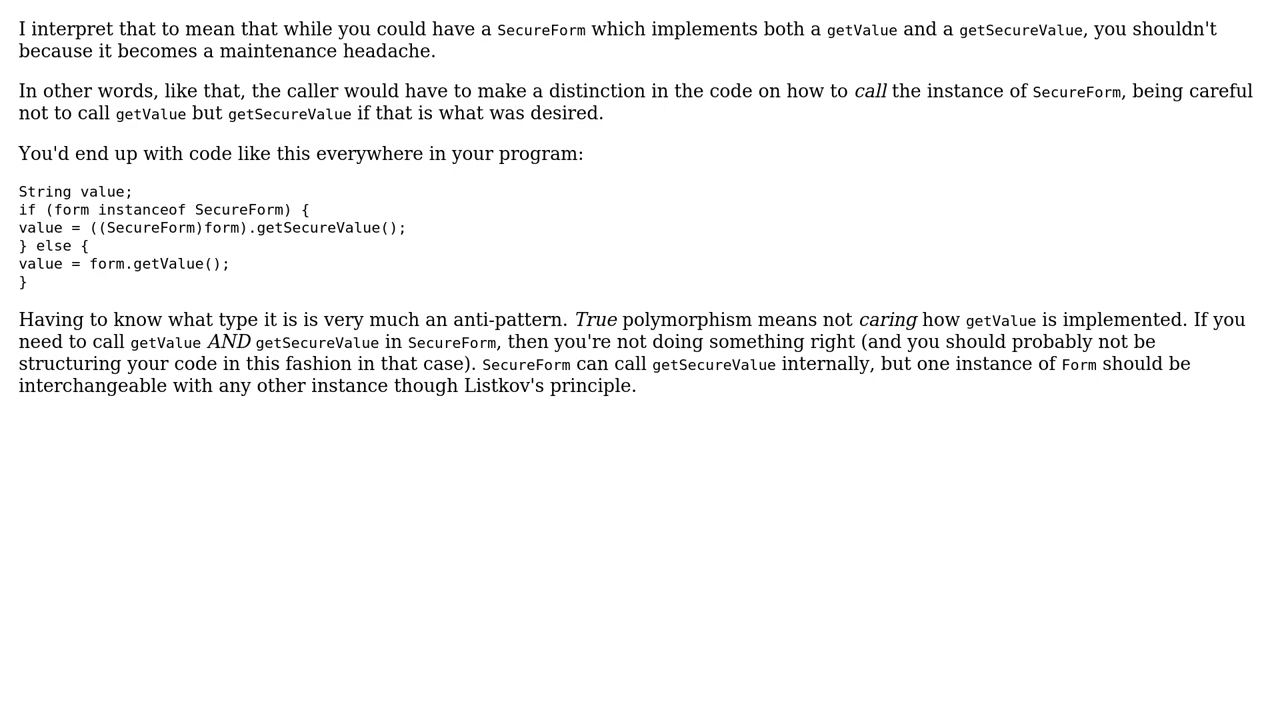 I interpret that to mean that while you could have a SecureForm which implements both a getValue and a getSecureValue, you shouldn't
because it becomes a maintenance headache.
In other words, like that, the caller would have to make a distinction in the code on how to call the instance of SecureForm, being careful
not to call getValue but getSecureValue if that is what was desired.
You'd end up with code like this everywhere in your program:
String value;
if (form instanceof SecureForm) {
value = ((SecureForm)form).getSecureValue();
} else {
value = form.getValue();
}
Having to know what type it is is very much an anti-pattern. True polymorphism means not caring how getValue is implemented. If you
need to call getValue AND getSecureValue in SecureForm, then you're not doing something right (and you should probably not be
structuring your code in this fashion in that case). SecureForm can call getSecureValue internally, but one instance of Form should be
interchangeable with any other instance though Listkov's principle.